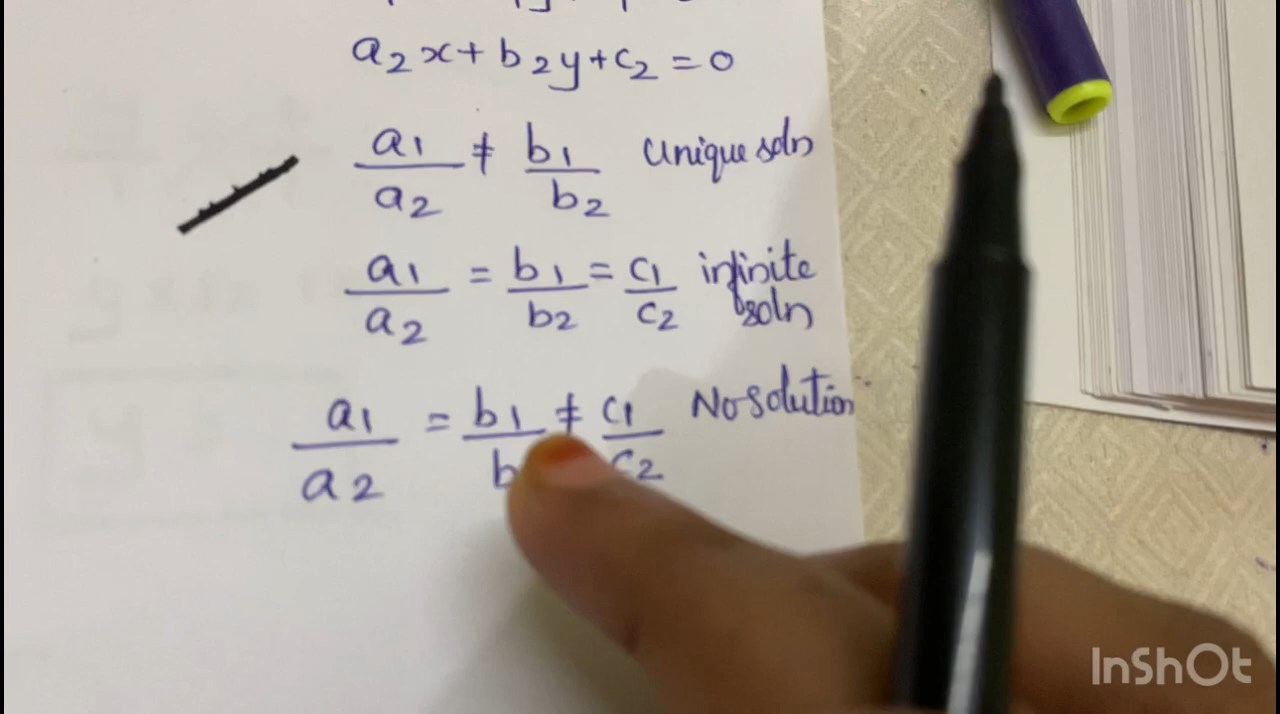 a2x+b2y+c2=0
a1/a2 ≠ b1/b2 unique soln
a1/a2 = b1/b2 = c1/c2 infinite soln
a1/a2 = b1/b ≠ c1/c2 No solution
InShOt